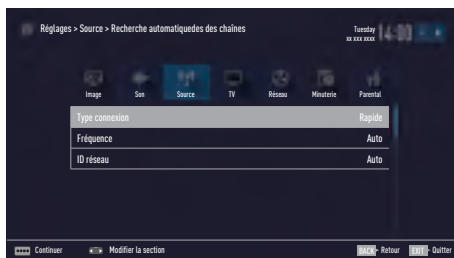 Réglages > Source > Recherche automatiquedes des chaînes
Tuesday
xx xxx xxxx
14:00
Image Son Source TV Réseau Minuterie Parental
Type connexion Rapide
Fréquence Auto
ID réseau Auto
Continuer Modifier la section BACK Retour EXIT Quitter